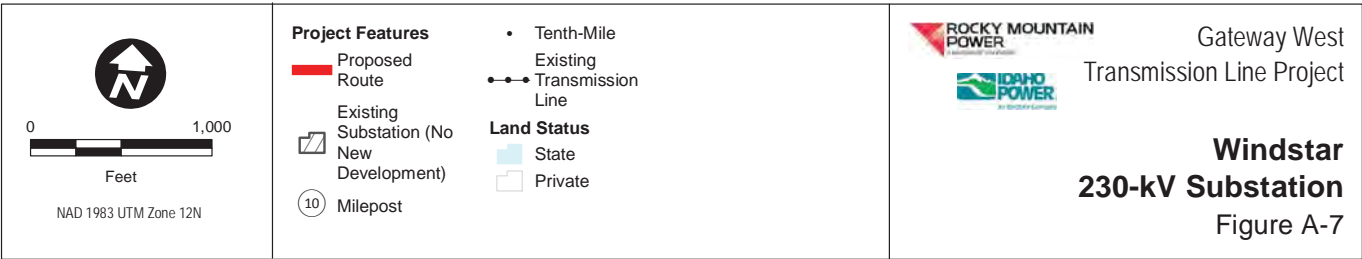 N
0 1,000
Feet
NAD 1983 UTM Zone 12N
Project Features
Proposed
Route
Existing
Substation (No
New
Development)
10 Milepost
Tenth-Mile
Existing
Transmission
Line
Land Status
State
Private
ROCKY MOUNTAIN
POWER
IDAHO
POWER
Gateway West
Transmission Line Project
Windstar
230-kV Substation
Figure A-7